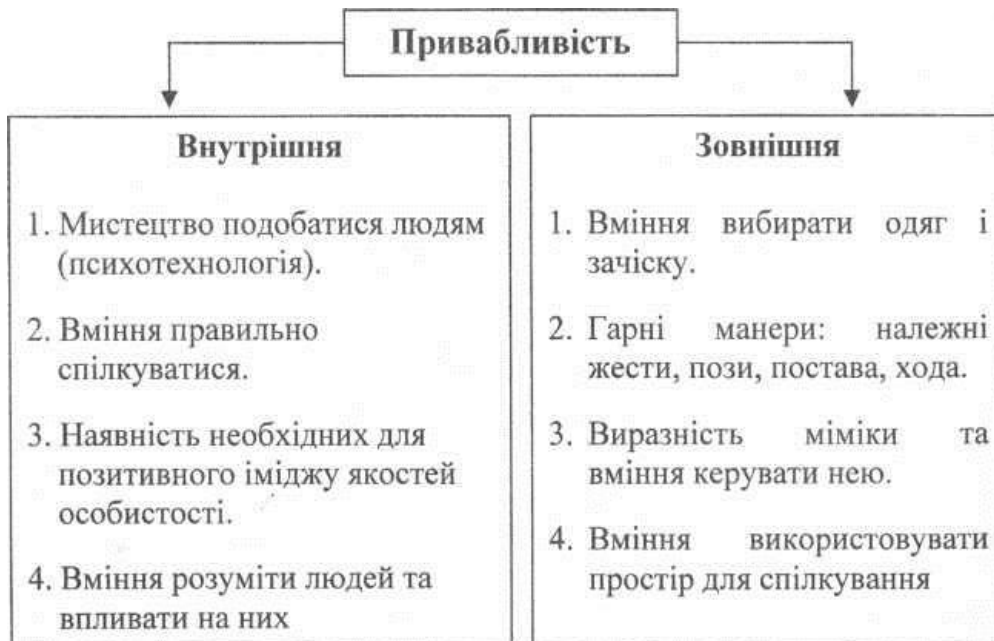 Привабливість
Внутрішня
1. Мистецтво подобатися людям
(психотехнологія).
2. Вміння правильно
спілкуватися.
3. Наявність необхідних для
позитивного іміджу якостей
особистості.
4. Вміння розуміти людей та
впливати на них
Зовнішня
1. Вміння вибирати одяг і
зачіску.
2. Гарні манери: належні
жести, пози, постава, хода.
3. Виразність міміки та
вміння керувати нею.
4. Вміння використовувати
простір для спілкування